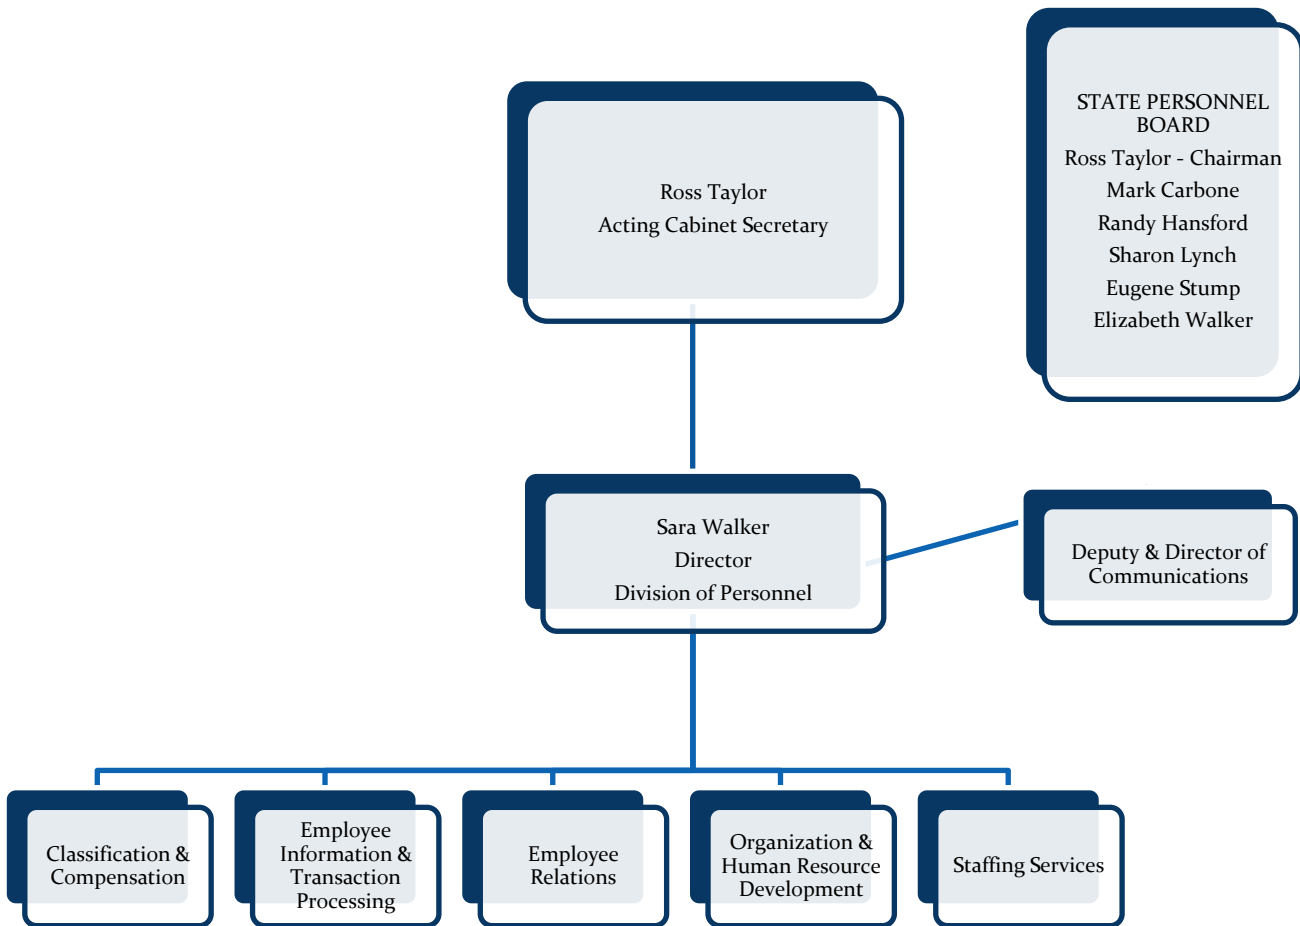 STATE PERSONNEL
BOARD
Ross Taylor - Chairman
Mark Carbone
Randy Hansford
Sharon Lynch
Eugene Stump
Elizabeth Walker
Ross Taylor
Acting Cabinet Secretary
Sara Walker
Director
Division of Personnel
Deputy & Director of
Communications
Classification &
Compensation
Employee
Information &
Transaction
Processing
Employee
Relations
Organization &
Human Resource
Development
Staffing Services